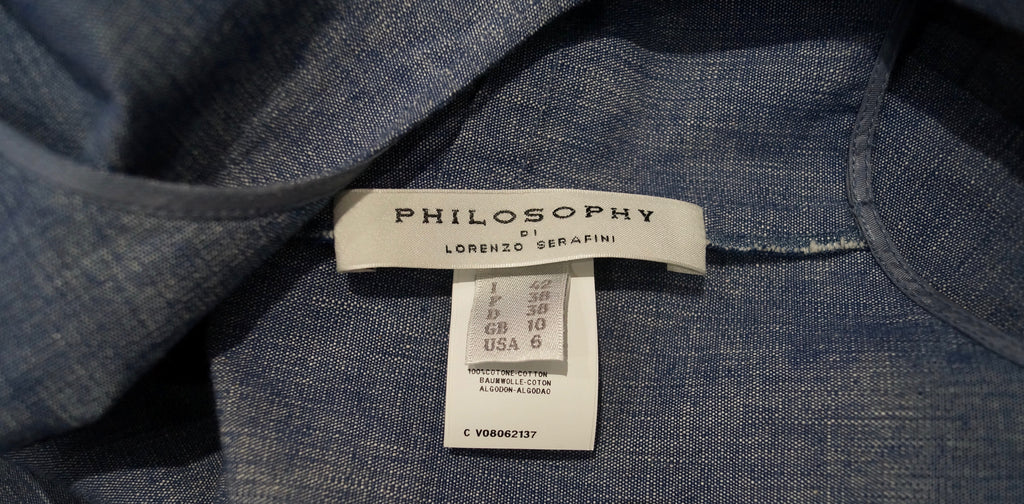 PHILOSOPHY
DI
LORENZO SERAFINI
I 42
F 38
D 38
GB 10
USA 6
100%COTONE-COTTON
BAUMWOLLE-COTON
ALGODON-ALGODAO
C V08062137